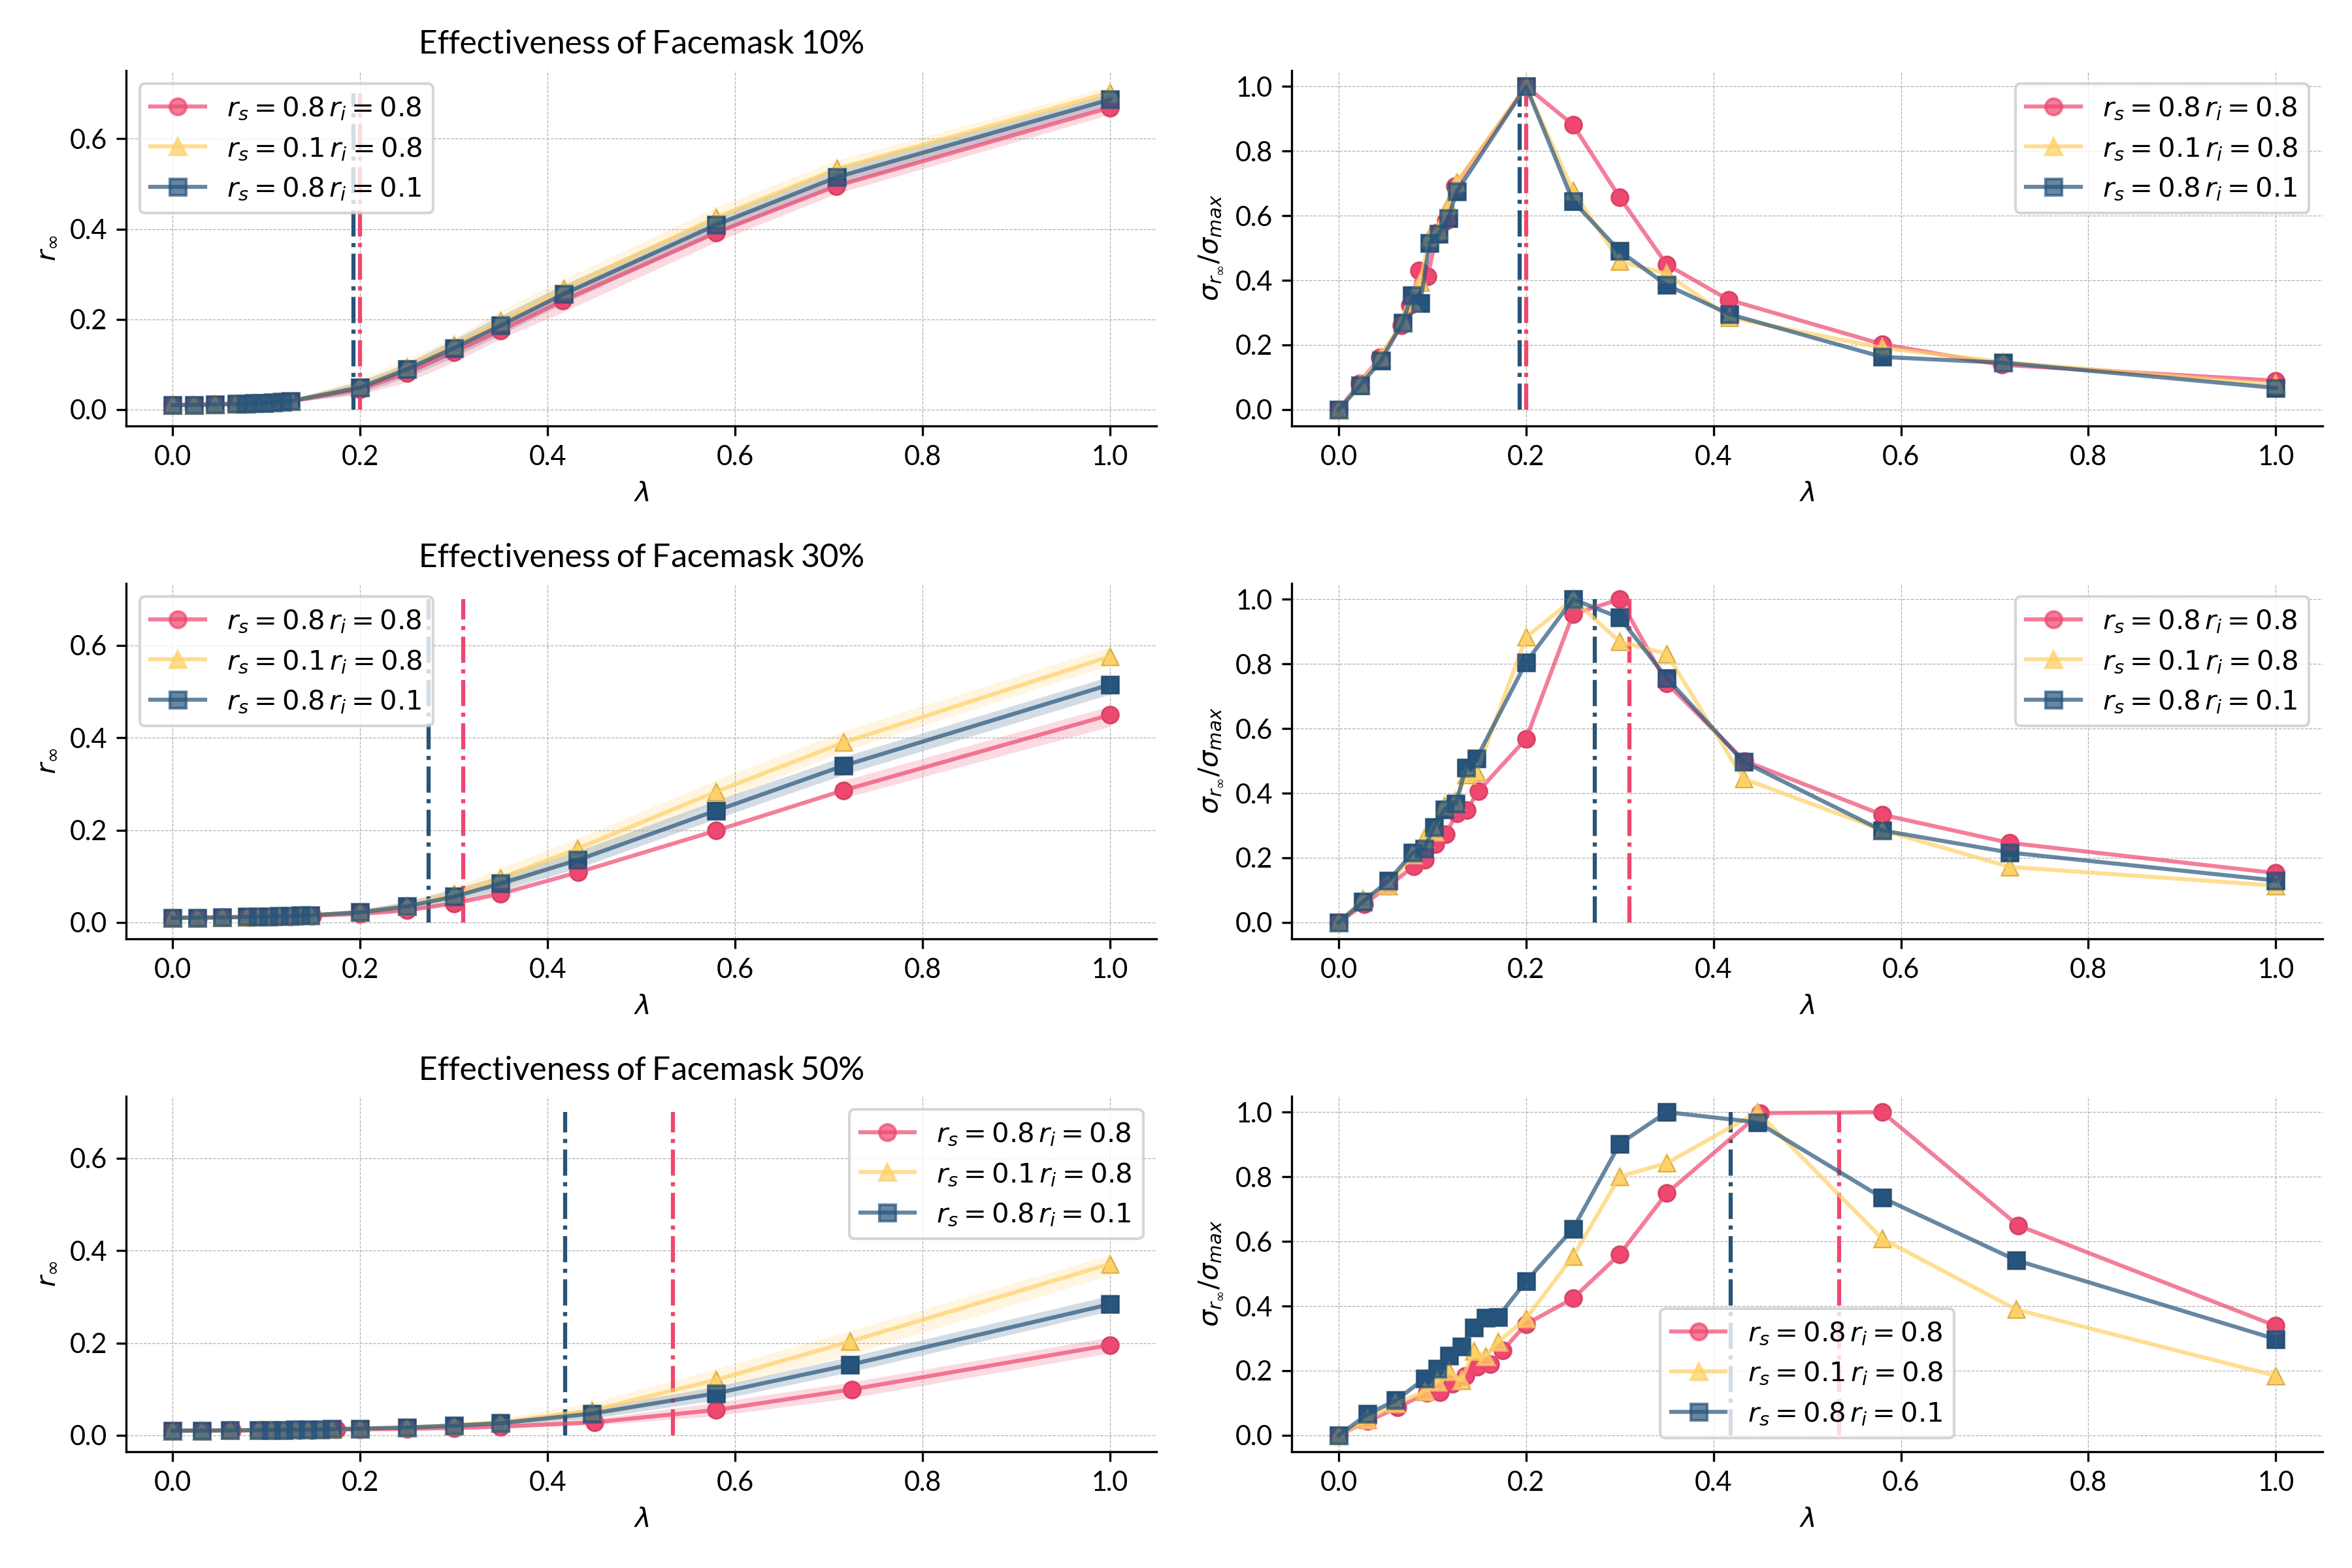 Effectiveness of Facemask 10%
r∞
0.6
0.4
0.2
0.0
r_s = 0.8 r_i = 0.8
r_s = 0.1 r_i = 0.8
r_s = 0.8 r_i = 0.1
0.0 0.2 0.4 0.6 0.8 1.0
λ
σ_r∞/σ_max
1.0
0.8
0.6
0.4
0.2
0.0
r_s = 0.8 r_i = 0.8
r_s = 0.1 r_i = 0.8
r_s = 0.8 r_i = 0.1
0.0 0.2 0.4 0.6 0.8 1.0
λ
Effectiveness of Facemask 30%
r∞
0.6
0.4
0.2
0.0
r_s = 0.8 r_i = 0.8
r_s = 0.1 r_i = 0.8
r_s = 0.8 r_i = 0.1
0.0 0.2 0.4 0.6 0.8 1.0
λ
σ_r∞/σ_max
1.0
0.8
0.6
0.4
0.2
0.0
r_s = 0.8 r_i = 0.8
r_s = 0.1 r_i = 0.8
r_s = 0.8 r_i = 0.1
0.0 0.2 0.4 0.6 0.8 1.0
λ
Effectiveness of Facemask 50%
r∞
0.6
0.4
0.2
0.0
r_s = 0.8 r_i = 0.8
r_s = 0.1 r_i = 0.8
r_s = 0.8 r_i = 0.1
0.0 0.2 0.4 0.6 0.8 1.0
λ
σ_r∞/σ_max
1.0
0.8
0.6
0.4
0.2
0.0
r_s = 0.8 r_i = 0.8
r_s = 0.1 r_i = 0.8
r_s = 0.8 r_i = 0.1
0.0 0.2 0.4 0.6 0.8 1.0
λ